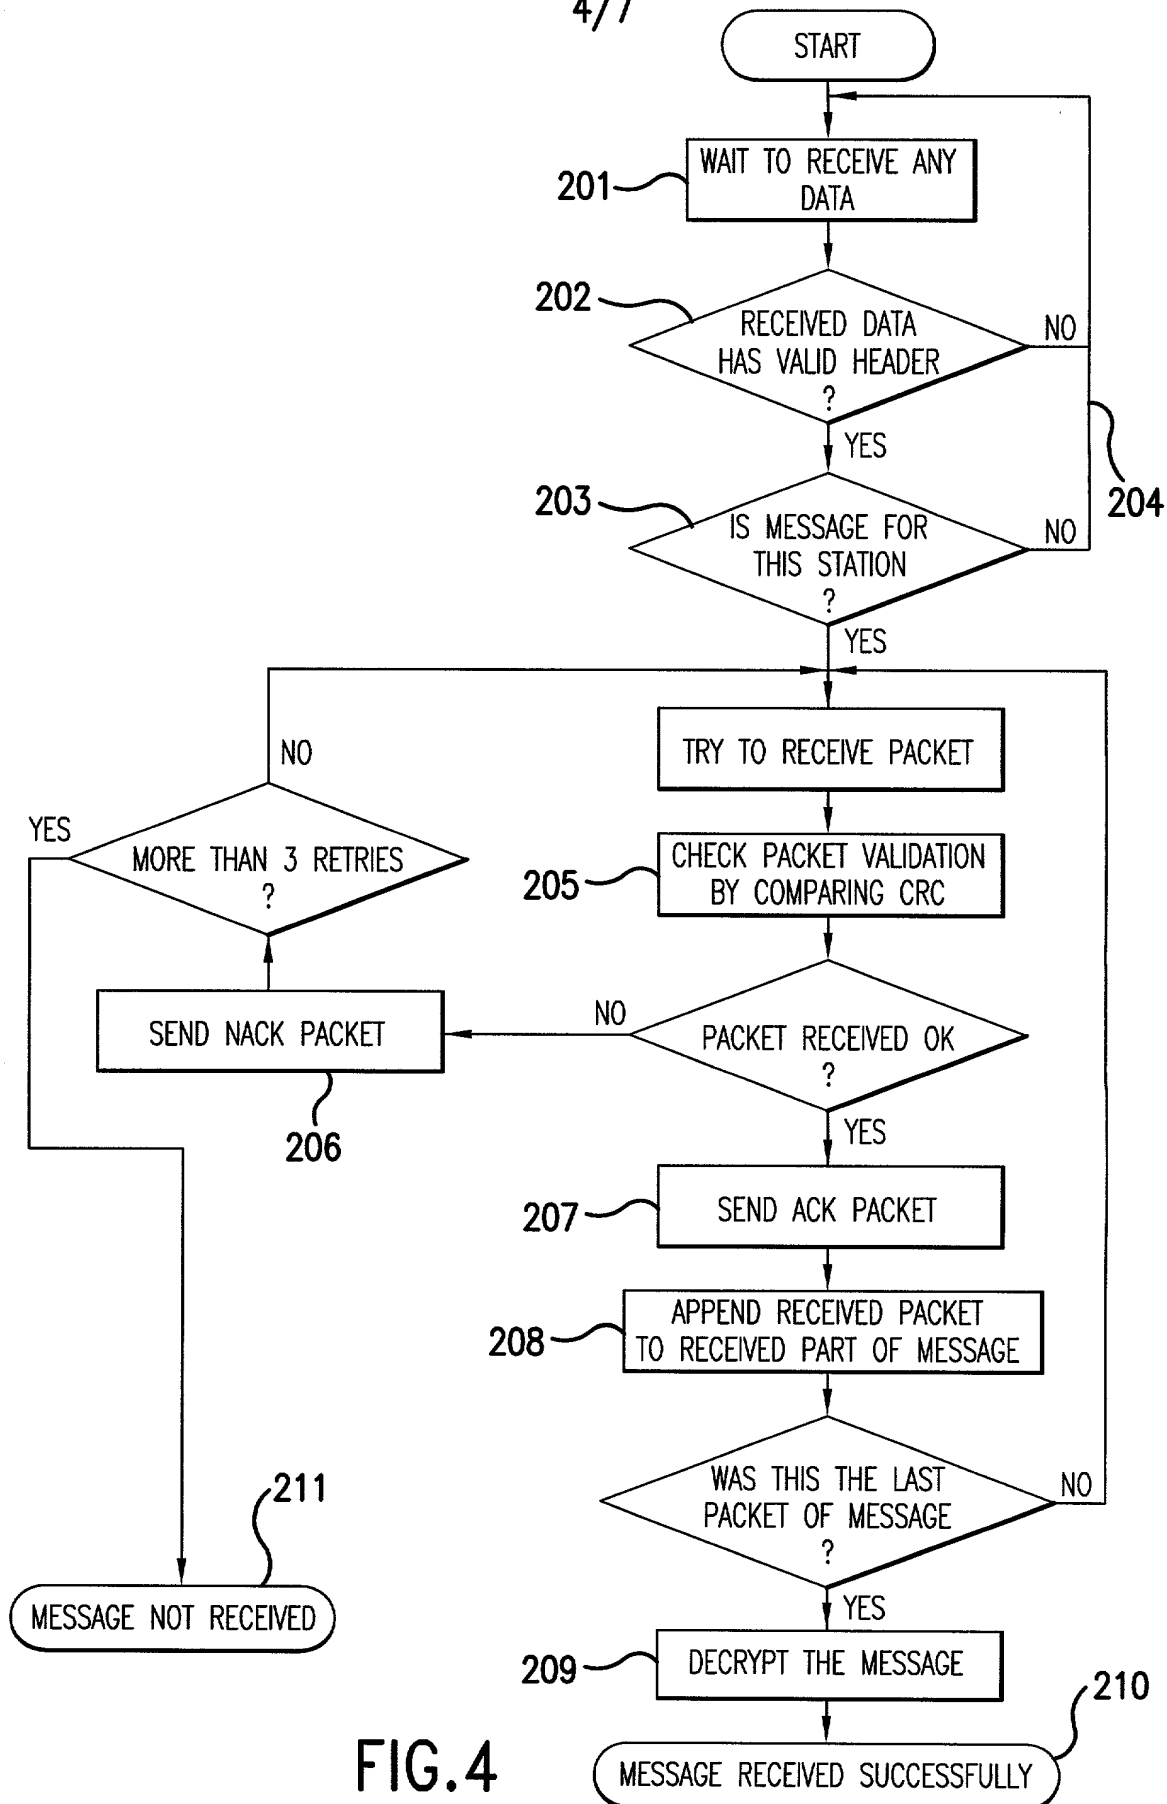 4/7
START
WAIT TO RECEIVE ANY
DATA
201
202
RECEIVED DATA
HAS VALID HEADER
?
NO
YES
204
203
IS MESSAGE FOR
THIS STATION
?
NO
YES
TRY TO RECEIVE PACKET
NO
YES
MORE THAN 3 RETRIES
?
205
CHECK PACKET VALIDATION
BY COMPARING CRC
NO
SEND NACK PACKET
206
PACKET RECEIVED OK
?
YES
207
SEND ACK PACKET
208
APPEND RECEIVED PACKET
TO RECEIVED PART OF MESSAGE
WAS THIS THE LAST
PACKET OF MESSAGE
?
NO
YES
211
MESSAGE NOT RECEIVED
209
DECRYPT THE MESSAGE
210
MESSAGE RECEIVED SUCCESSFULLY
FIG.4